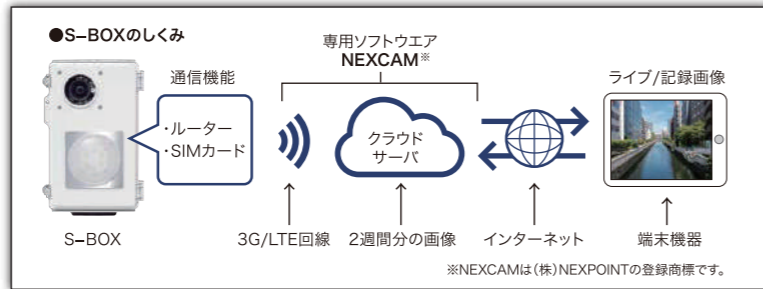 ●S–BOXのしくみ
専用ソフトウエア
NEXCAM※
通信機能
・ルーター
・SIMカード
クラウド
サーバ
ライブ/記録画像
S–BOX
3G/LTE回線
2週間分の画像
インターネット
端末機器
※NEXCAMは(株)NEXPOINTの登録商標です。